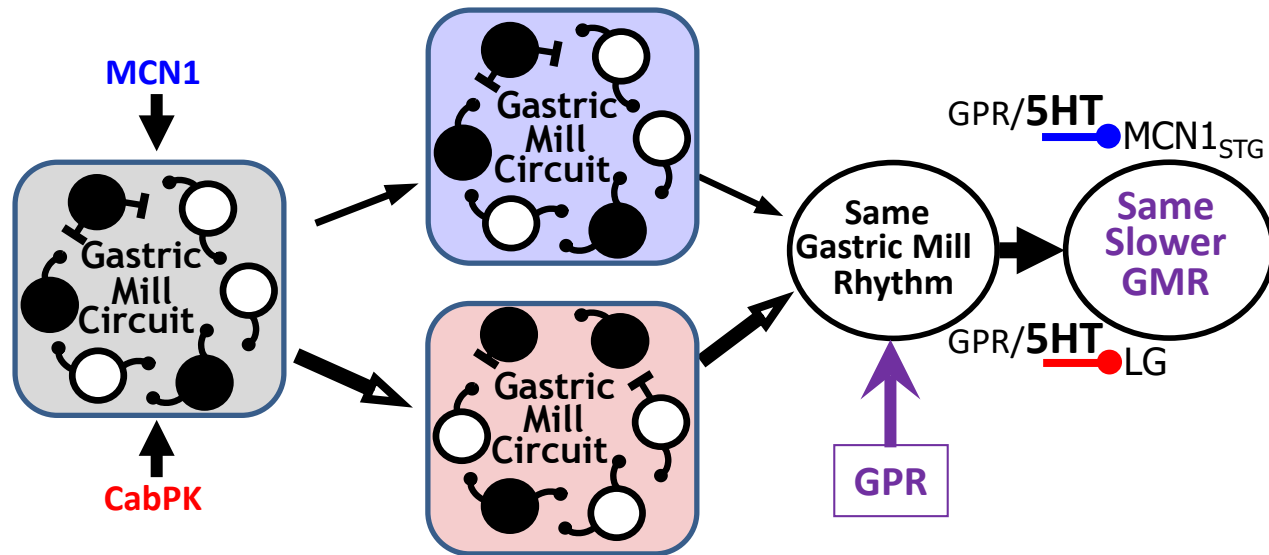 MCN1
Gastric
Mill
Circuit
CabPK
Gastric
Mill
Circuit
Gastric
Mill
Circuit
Same
Gastric Mill
Rhythm
GPR
GPR/5HT
MCN1STG
Same
Slower
GMR
GPR/5HT
LG